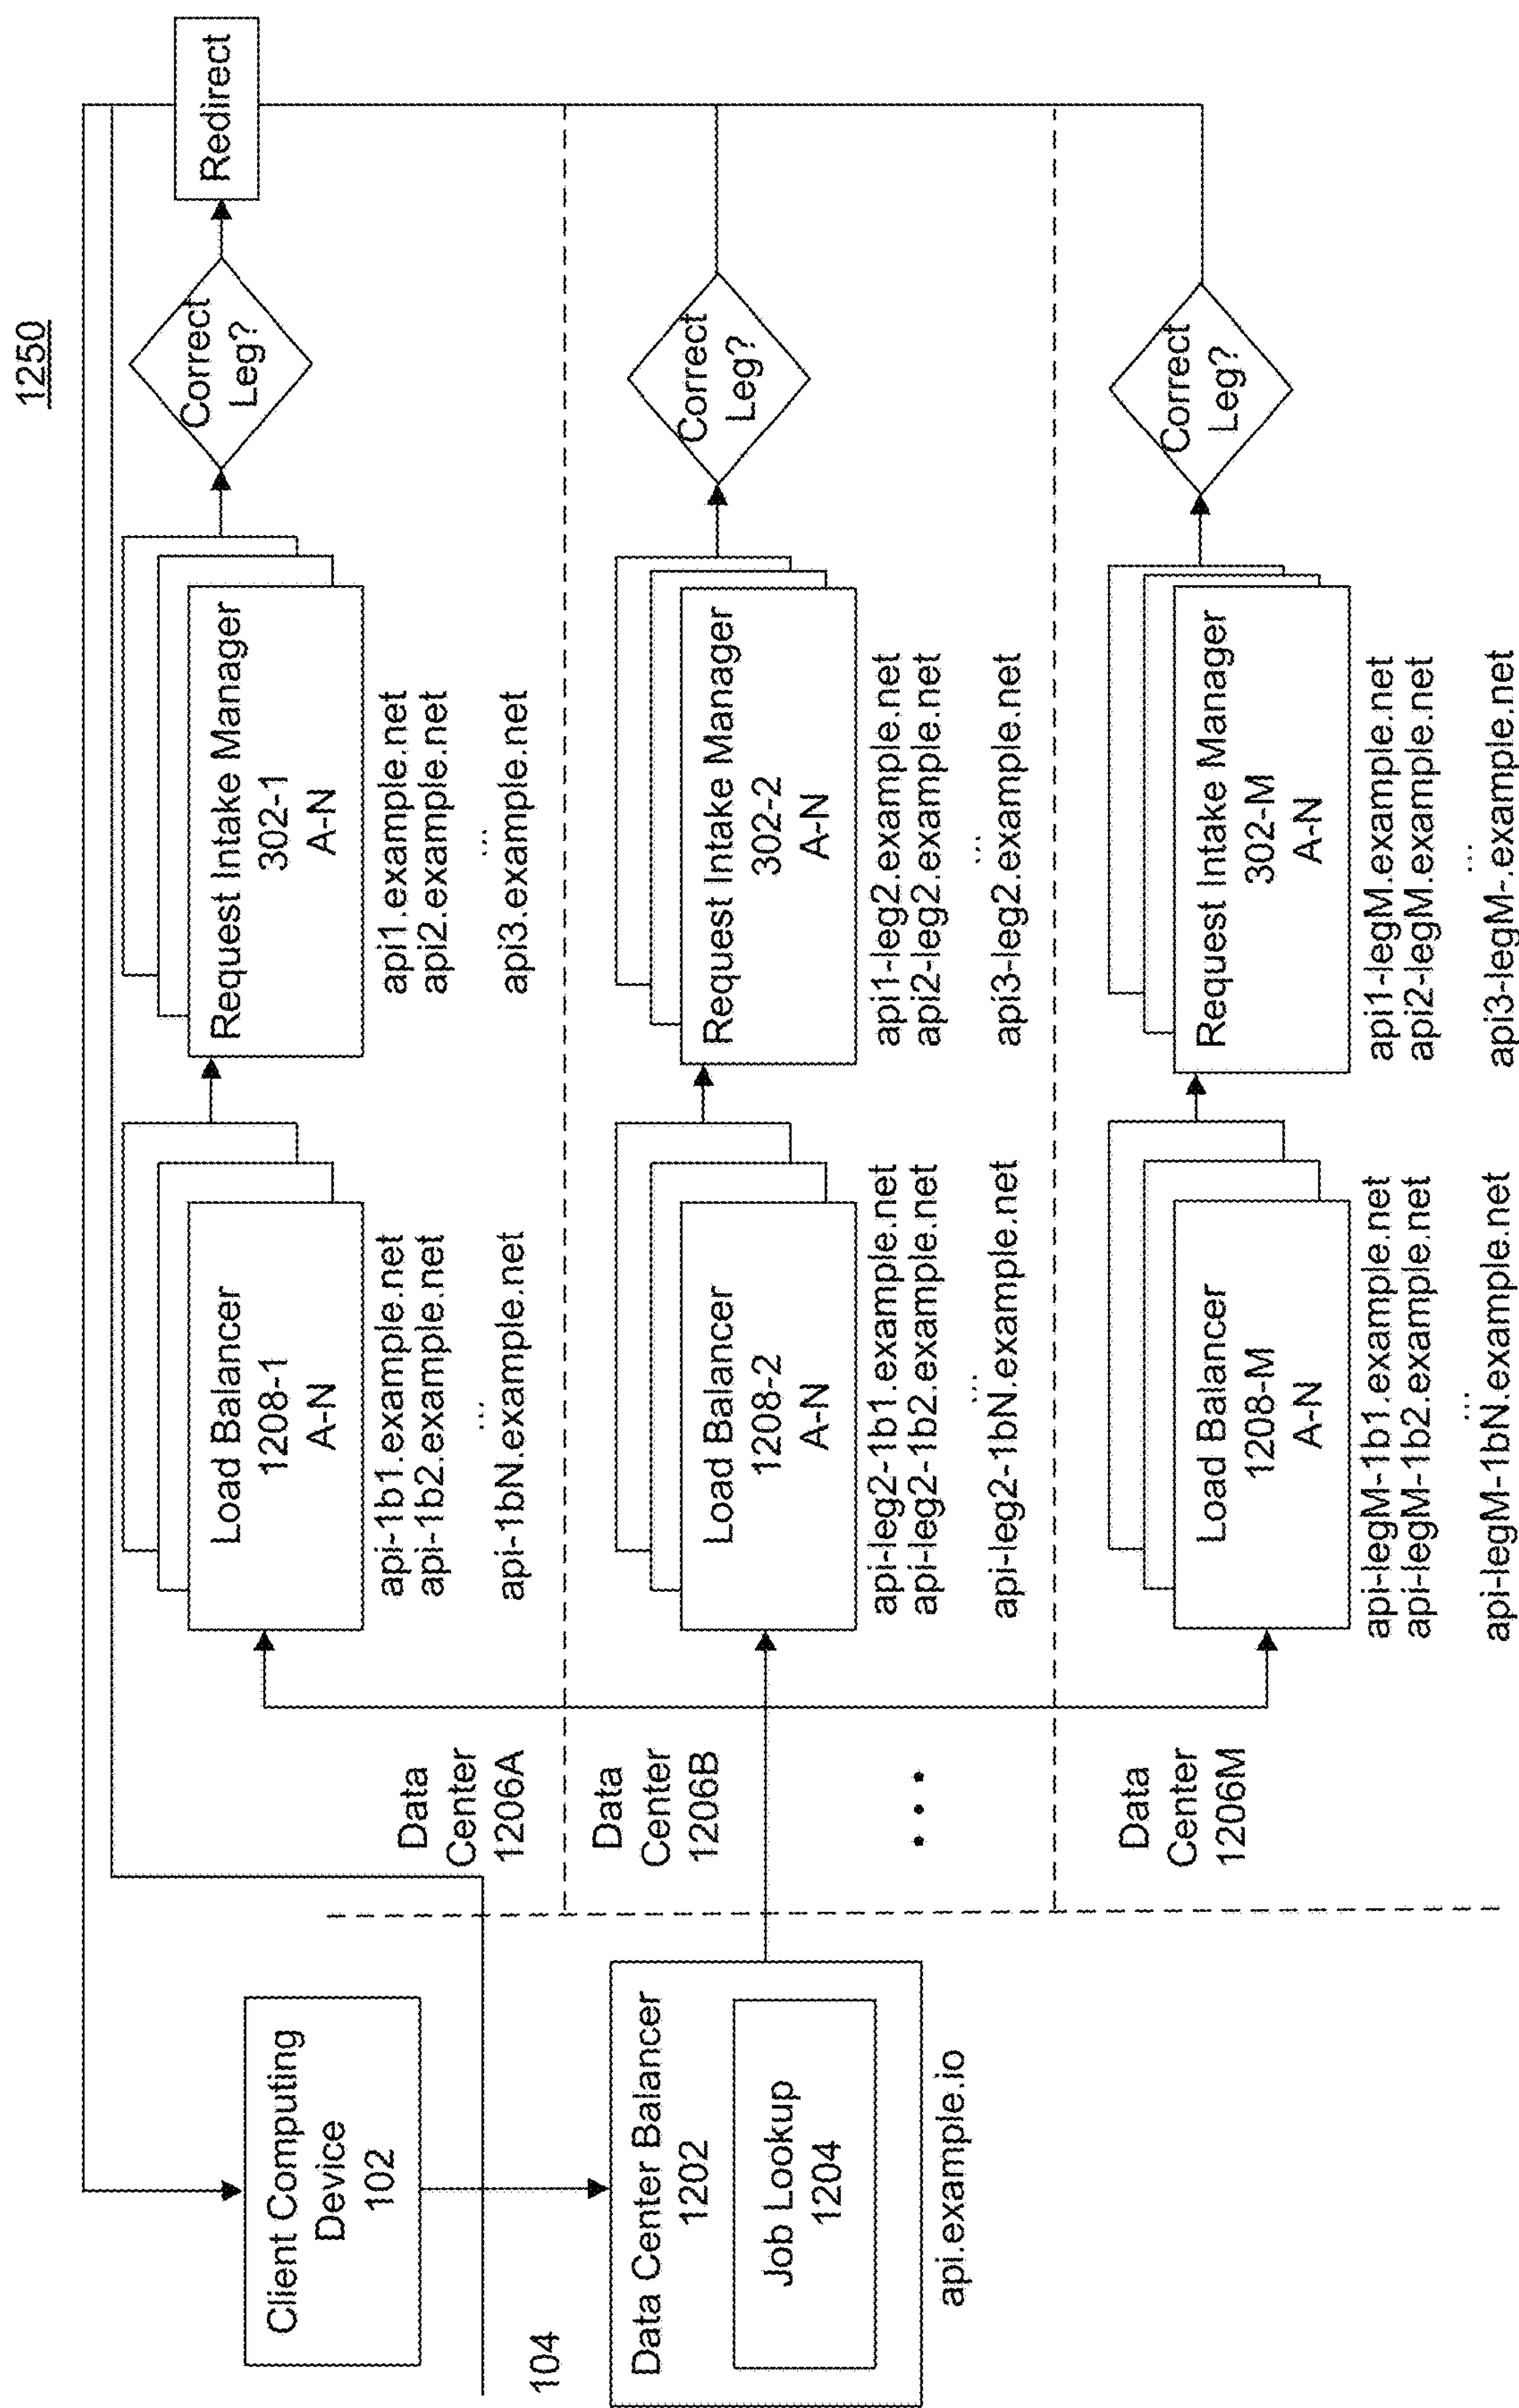 1250
Client Computing
Device
102
104
Data Center Balancer
1202
Job Lookup
1204
api.example.io
Data
Center
1206A
Load Balancer
1208-1
A-N
api-1b1.example.net
api-1b2.example.net
...
api-1bN.example.net
Request Intake Manager
302-1
A-N
api1.example.net
api2.example.net
...
api3.example.net
Correct
Leg?
Redirect
Data
Center
1206B
Load Balancer
1208-2
A-N
api-leg2-1b1.example.net
api-leg2-1b2.example.net
...
api-leg2-1bN.example.net
Request Intake Manager
302-2
A-N
api1-leg2.example.net
api2-leg2.example.net
...
api3-leg2.example.net
Correct
Leg?
...
Data
Center
1206M
Load Balancer
1208-M
A-N
api-legM-1b1.example.net
api-legM-1b2.example.net
...
api-legM-1bN.example.net
Request Intake Manager
302-M
A-N
api1-legM.example.net
api2-legM.example.net
...
api3-legM-.example.net
Correct
Leg?